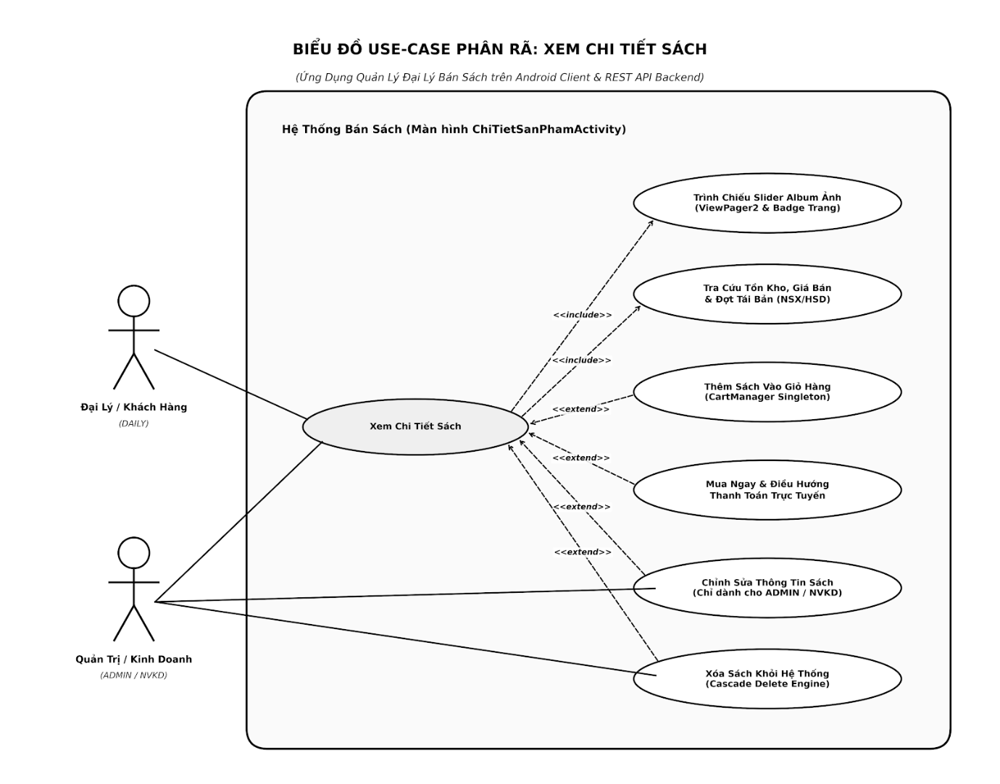 BIỂU ĐỒ USE-CASE PHÂN RÃ: XEM CHI TIẾT SÁCH
(Ứng Dụng Quản Lý Đại Lý Bán Sách trên Android Client & REST API Backend)
Hệ Thống Bán Sách (Màn hình ChiTietSanPhamActivity)
Trình Chiếu Slider Album Ảnh
(ViewPager2 & Badge Trang)
Tra Cứu Tồn Kho, Giá Bán
& Đợt Tái Bản (NSX/HSD)
<<include>>
<<include>>
Thêm Sách Vào Giỏ Hàng
(CartManager Singleton)
Đại Lý / Khách Hàng
(DAILY)
<<extend>>
Xem Chi Tiết Sách
<<extend>>
Mua Ngay & Điều Hướng
Thanh Toán Trực Tuyến
<<extend>>
<<extend>>
Chỉnh Sửa Thông Tin Sách
(Chỉ dành cho ADMIN / NVKD)
Quản Trị / Kinh Doanh
(ADMIN / NVKD)
Xóa Sách Khỏi Hệ Thống
(Cascade Delete Engine)